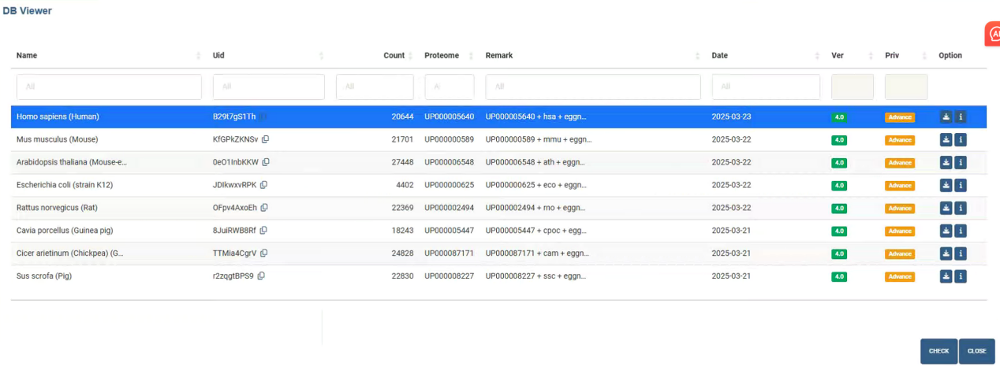 DB Viewer
Name Uid Count Proteome Remark Date Ver Priv Option
All All All All All
Homo sapiens (Human) B29t7gS1Th 20644 UP000005640 UP000005640 + hsa + eggn... 2025-03-23 4.0 Advance
Mus musculus (Mouse) KfGPkZKNSv 21701 UP000000589 UP000000589 + mmu + eggn... 2025-03-22 4.0 Advance
Arabidopsis thaliana (Mouse-e... 0eO1InbKKW 27448 UP000006548 UP000006548 + ath + eggn... 2025-03-22 4.0 Advance
Escherichia coli (strain K12) JDlkwxvRPK 4402 UP000000625 UP000000625 + eco + eggn... 2025-03-22 4.0 Advance
Rattus norvegicus (Rat) OFpv4AxoEh 22369 UP000002494 UP000002494 + rno + eggn... 2025-03-22 4.0 Advance
Cavia porcellus (Guinea pig) 8JuiRWB8Rf 18243 UP000005447 UP000005447 + cpoc + egg... 2025-03-21 4.0 Advance
Cicer arietinum (Chickpea) (G... TTMia4CgrV 24828 UP000087171 UP000087171 + cam + eggn... 2025-03-21 4.0 Advance
Sus scrofa (Pig) r2zqgtBPS9 22830 UP000008227 UP000008227 + ssc + eggn... 2025-03-21 4.0 Advance
CHECK CLOSE